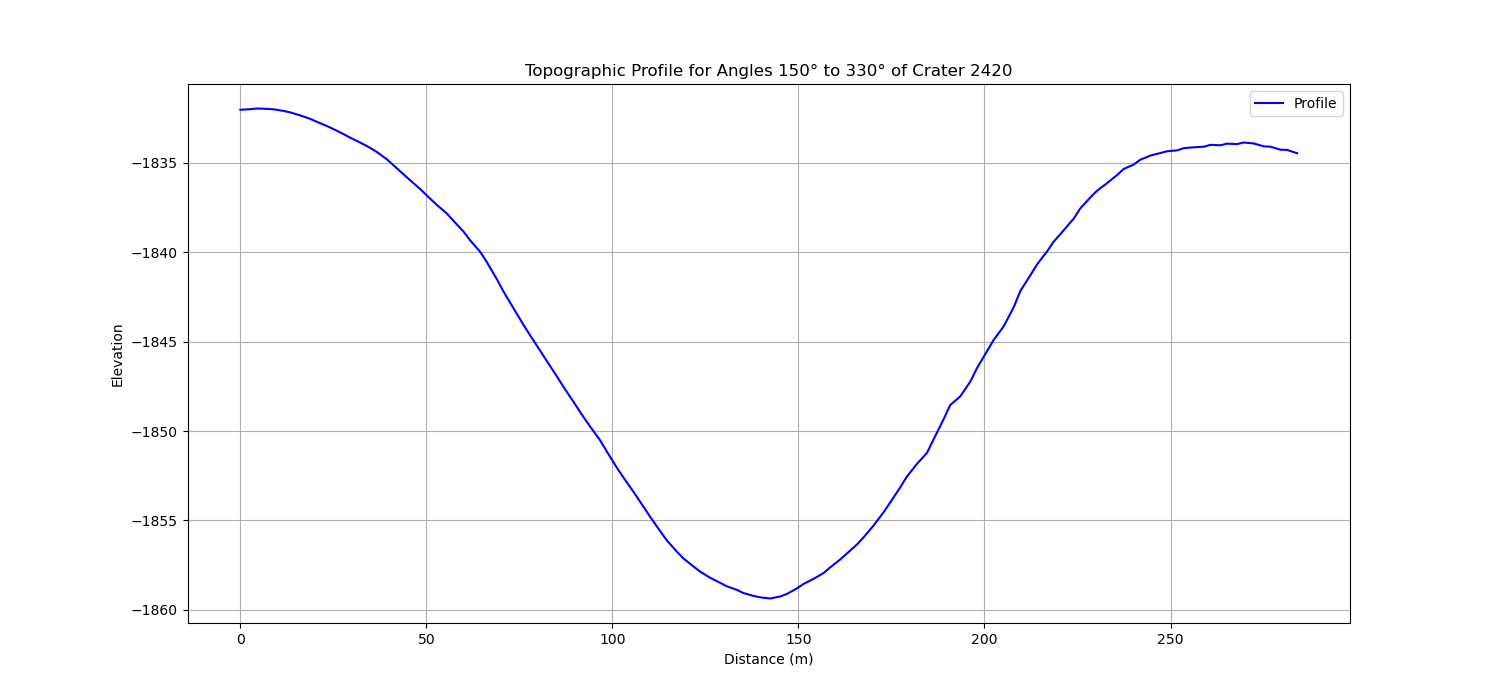 Topographic Profile for Angles 150° to 330° of Crater 2420
Profile
−1835
−1840
−1845
−1850
−1855
−1860
Elevation
0 50 100 150 200 250
Distance (m)